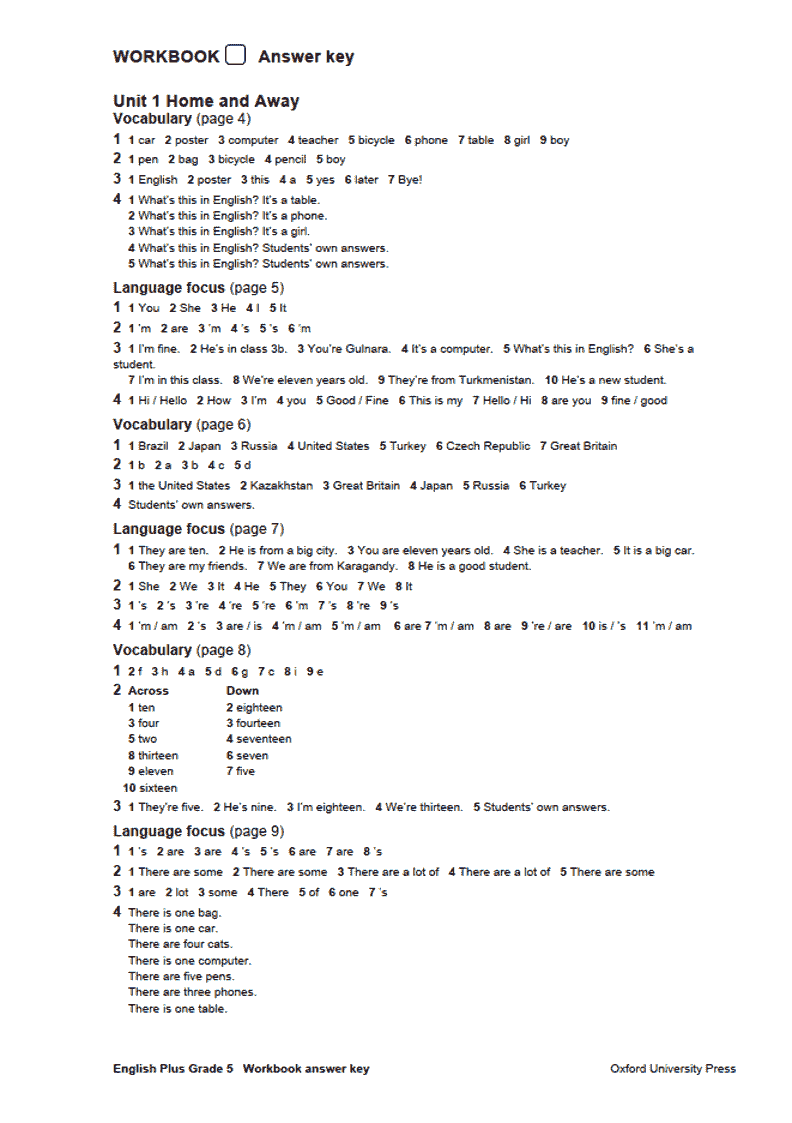 WORKBOOK Answer key
Unit 1 Home and Away
Vocabulary (page 4)
1 1 car 2 poster 3 computer 4 teacher 5 bicycle 6 phone 7 table 8 girl 9 boy
2 1 pen 2 bag 3 bicycle 4 pencil 5 boy
3 1 English 2 poster 3 this 4 a 5 yes 6 later 7 Bye!
4 1 What's this in English? It's a table.
2 What's this in English? It's a phone.
3 What's this in English? It's a girl.
4 What's this in English? Students' own answers.
5 What's this in English? Students' own answers.
Language focus (page 5)
1 1 You 2 She 3 He 4 I 5 It
2 1 'm 2 are 3 'm 4 's 5 's 6 'm
3 1 I'm fine. 2 He's in class 3b. 3 You're Gulnara. 4 It's a computer. 5 What's this in English? 6 She's a
student.
7 I'm in this class. 8 We're eleven years old. 9 They're from Turkmenistan. 10 He's a new student.
4 1 Hi / Hello 2 How 3 I'm 4 you 5 Good / Fine 6 This is my 7 Hello / Hi 8 are you 9 fine / good
Vocabulary (page 6)
1 1 Brazil 2 Japan 3 Russia 4 United States 5 Turkey 6 Czech Republic 7 Great Britain
2 1 b 2 a 3 b 4 c 5 d
3 1 the United States 2 Kazakhstan 3 Great Britain 4 Japan 5 Russia 6 Turkey
4 Students' own answers.
Language focus (page 7)
1 1 They are ten. 2 He is from a big city. 3 You are eleven years old. 4 She is a teacher. 5 It is a big car.
6 They are my friends. 7 We are from Karagandy. 8 He is a good student.
2 1 She 2 We 3 It 4 He 5 They 6 You 7 We 8 It
3 1 's 2 's 3 're 4 're 5 're 6 'm 7 's 8 're 9 's
4 1 'm / am 2 's 3 are / is 4 'm / am 5 'm / am 6 are 7 'm / am 8 are 9 're / are 10 is / 's 11 'm / am
Vocabulary (page 8)
1 2 f 3 h 4 a 5 d 6 g 7 c 8 i 9 e
2 Across Down
1 ten 2 eighteen
3 four 3 fourteen
5 two 4 seventeen
8 thirteen 6 seven
9 eleven 7 five
10 sixteen
3 1 They're five. 2 He's nine. 3 I'm eighteen. 4 We're thirteen. 5 Students' own answers.
Language focus (page 9)
1 1 's 2 are 3 are 4 's 5 's 6 are 7 are 8 's
2 1 There are some 2 There are some 3 There are a lot of 4 There are a lot of 5 There are some
3 1 are 2 lot 3 some 4 There 5 of 6 one 7 's
4 There is one bag.
There is one car.
There are four cats.
There is one computer.
There are five pens.
There are three phones.
There is one table.
English Plus Grade 5 Workbook answer key Oxford University Press